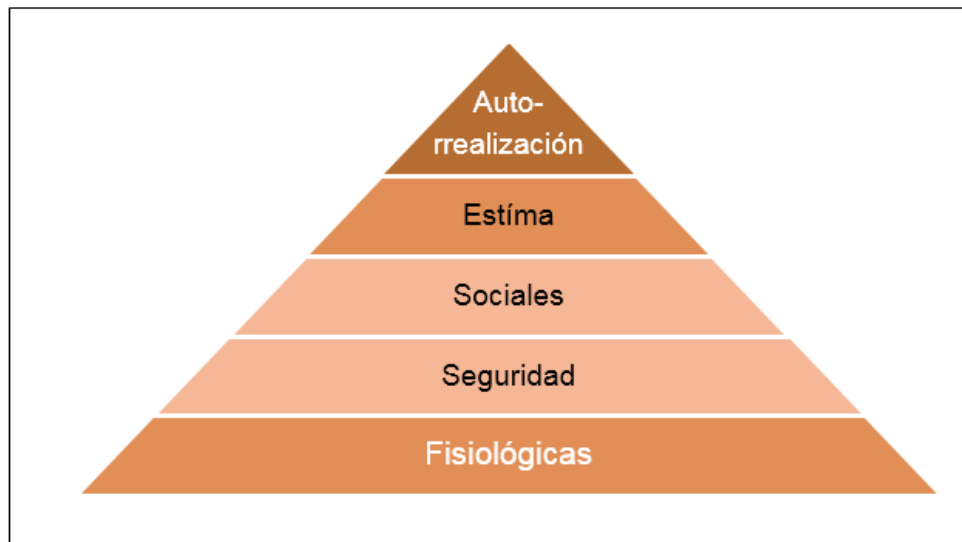 Auto-
rrealización
Estíma
Sociales
Seguridad
Fisiológicas